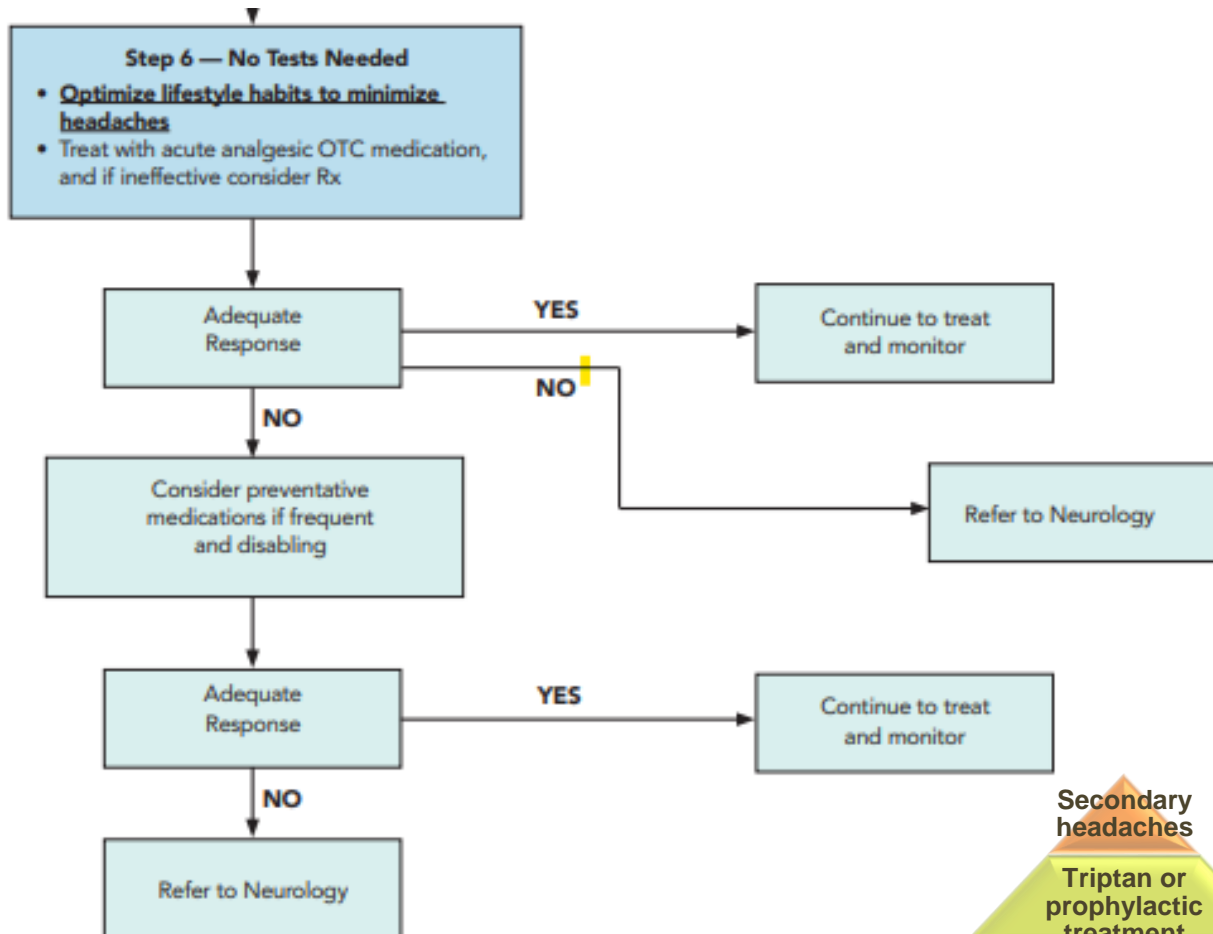 Step 6 — No Tests Needed
• Optimize lifestyle habits to minimize
headaches
• Treat with acute analgesic OTC medication,
and if ineffective consider Rx
Adequate
Response
YES
Continue to treat
and monitor
NO
NO
Refer to Neurology
Consider preventative
medications if frequent
and disabling
Adequate
Response
YES
Continue to treat
and monitor
NO
Refer to Neurology
Secondary
headaches
Triptan or
prophylactic
treatment